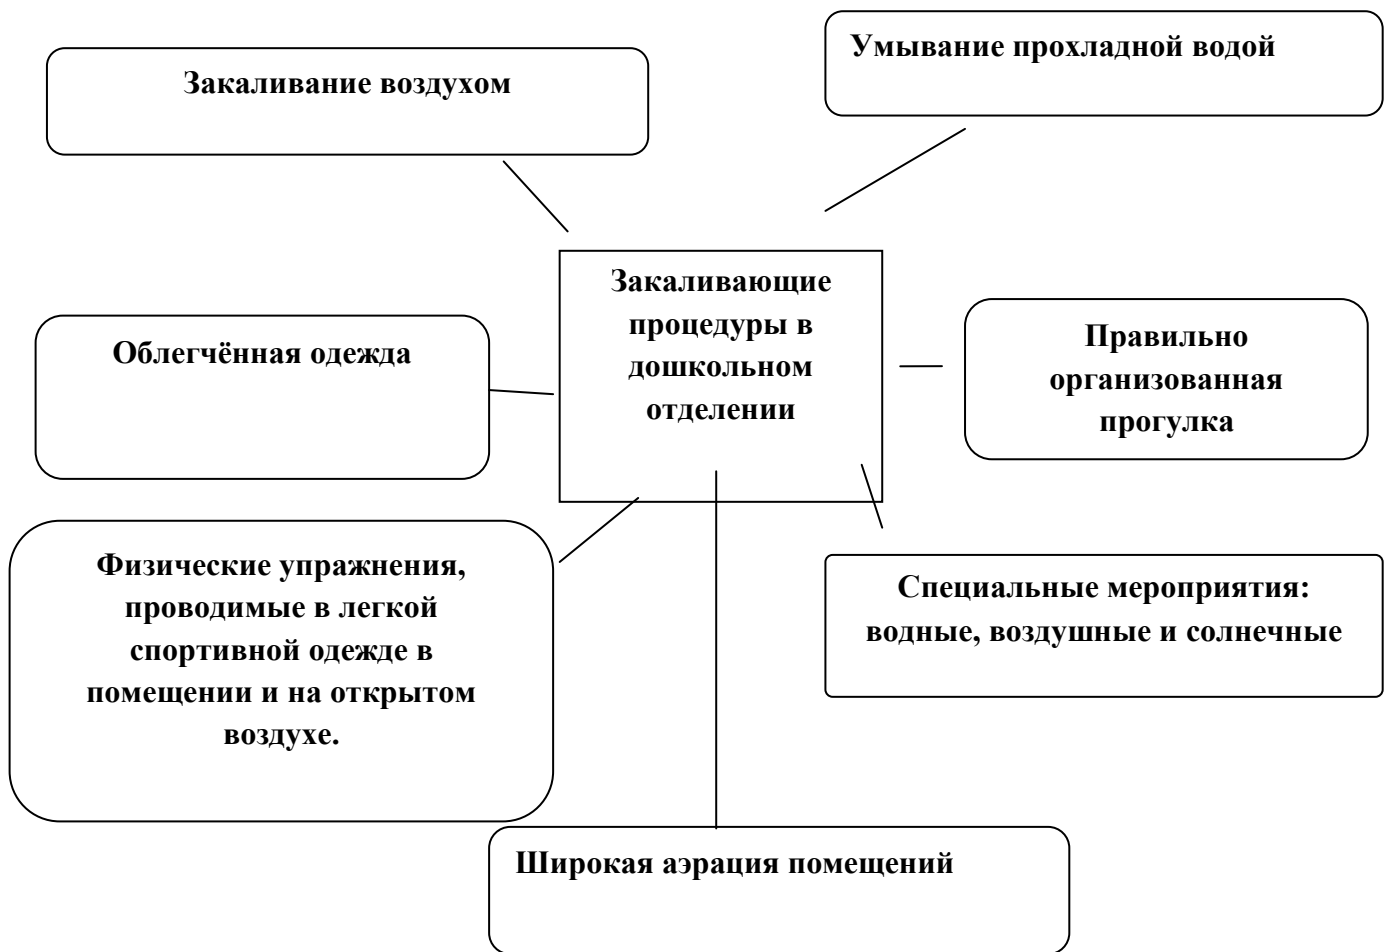 Закаливание воздухом
Умывание прохладной водой
Закаливающие
процедуры в
дошкольном
отделении
Облегчённая одежда
Правильно
организованная
прогулка
Физические упражнения,
проводимые в легкой
спортивной одежде в
помещении и на открытом
воздухе.
Специальные мероприятия:
водные, воздушные и солнечные
Широкая аэрация помещений